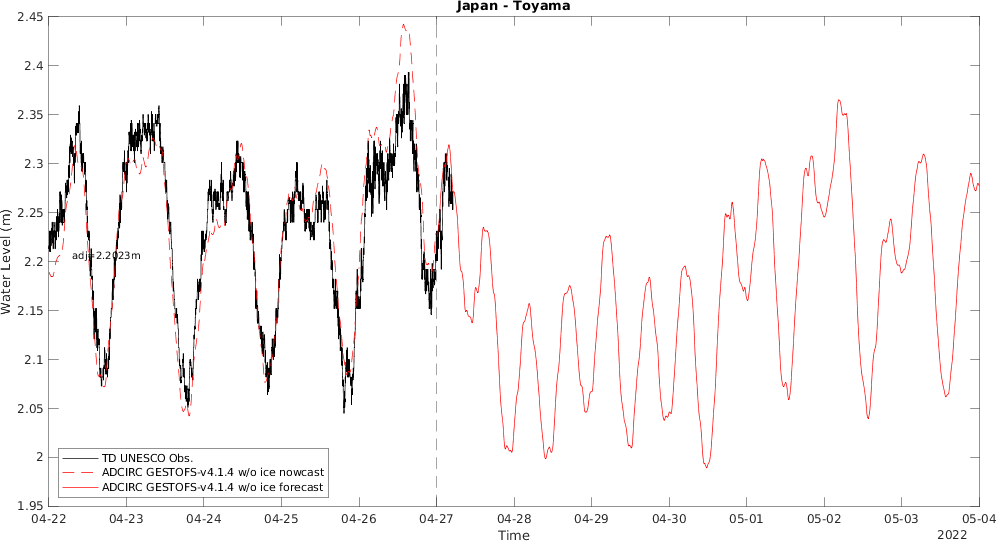 Japan - Toyama
2.45
2.4
2.35
2.3
2.25
2.2
2.15
2.1
2.05
2
1.95
Water Level (m)
adj=2.2023m
TD UNESCO Obs.
ADCIRC GESTOFS-v4.1.4 w/o ice nowcast
ADCIRC GESTOFS-v4.1.4 w/o ice forecast
04-22 04-23 04-24 04-25 04-26 04-27 04-28 04-29 04-30 05-01 05-02 05-03 05-04
Time
2022